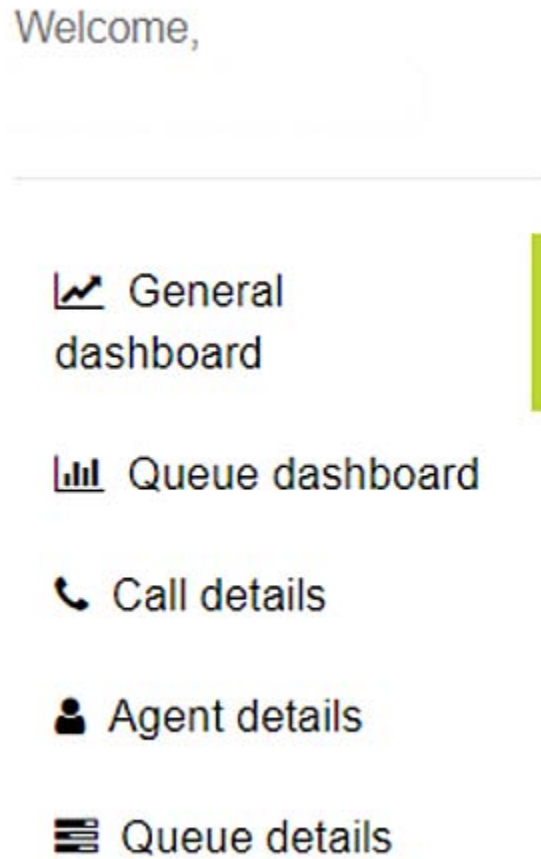 Welcome,
General
dashboard
Queue dashboard
Call details
Agent details
Queue details